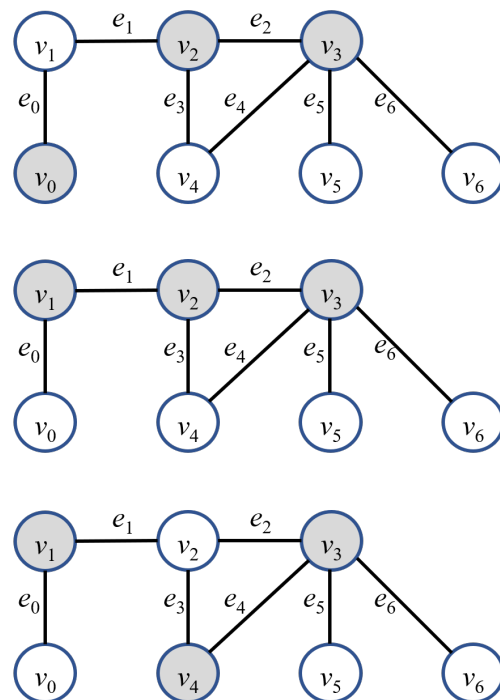 e₁ e₂
v₁ v₂ v₃
e₀ e₃ e₄ e₅ e₆
v₀ v₄ v₅ v₆
e₁ e₂
v₁ v₂ v₃
e₀ e₃ e₄ e₅ e₆
v₀ v₄ v₅ v₆
e₁ e₂
v₁ v₂ v₃
e₀ e₃ e₄ e₅ e₆
v₀ v₄ v₅ v₆